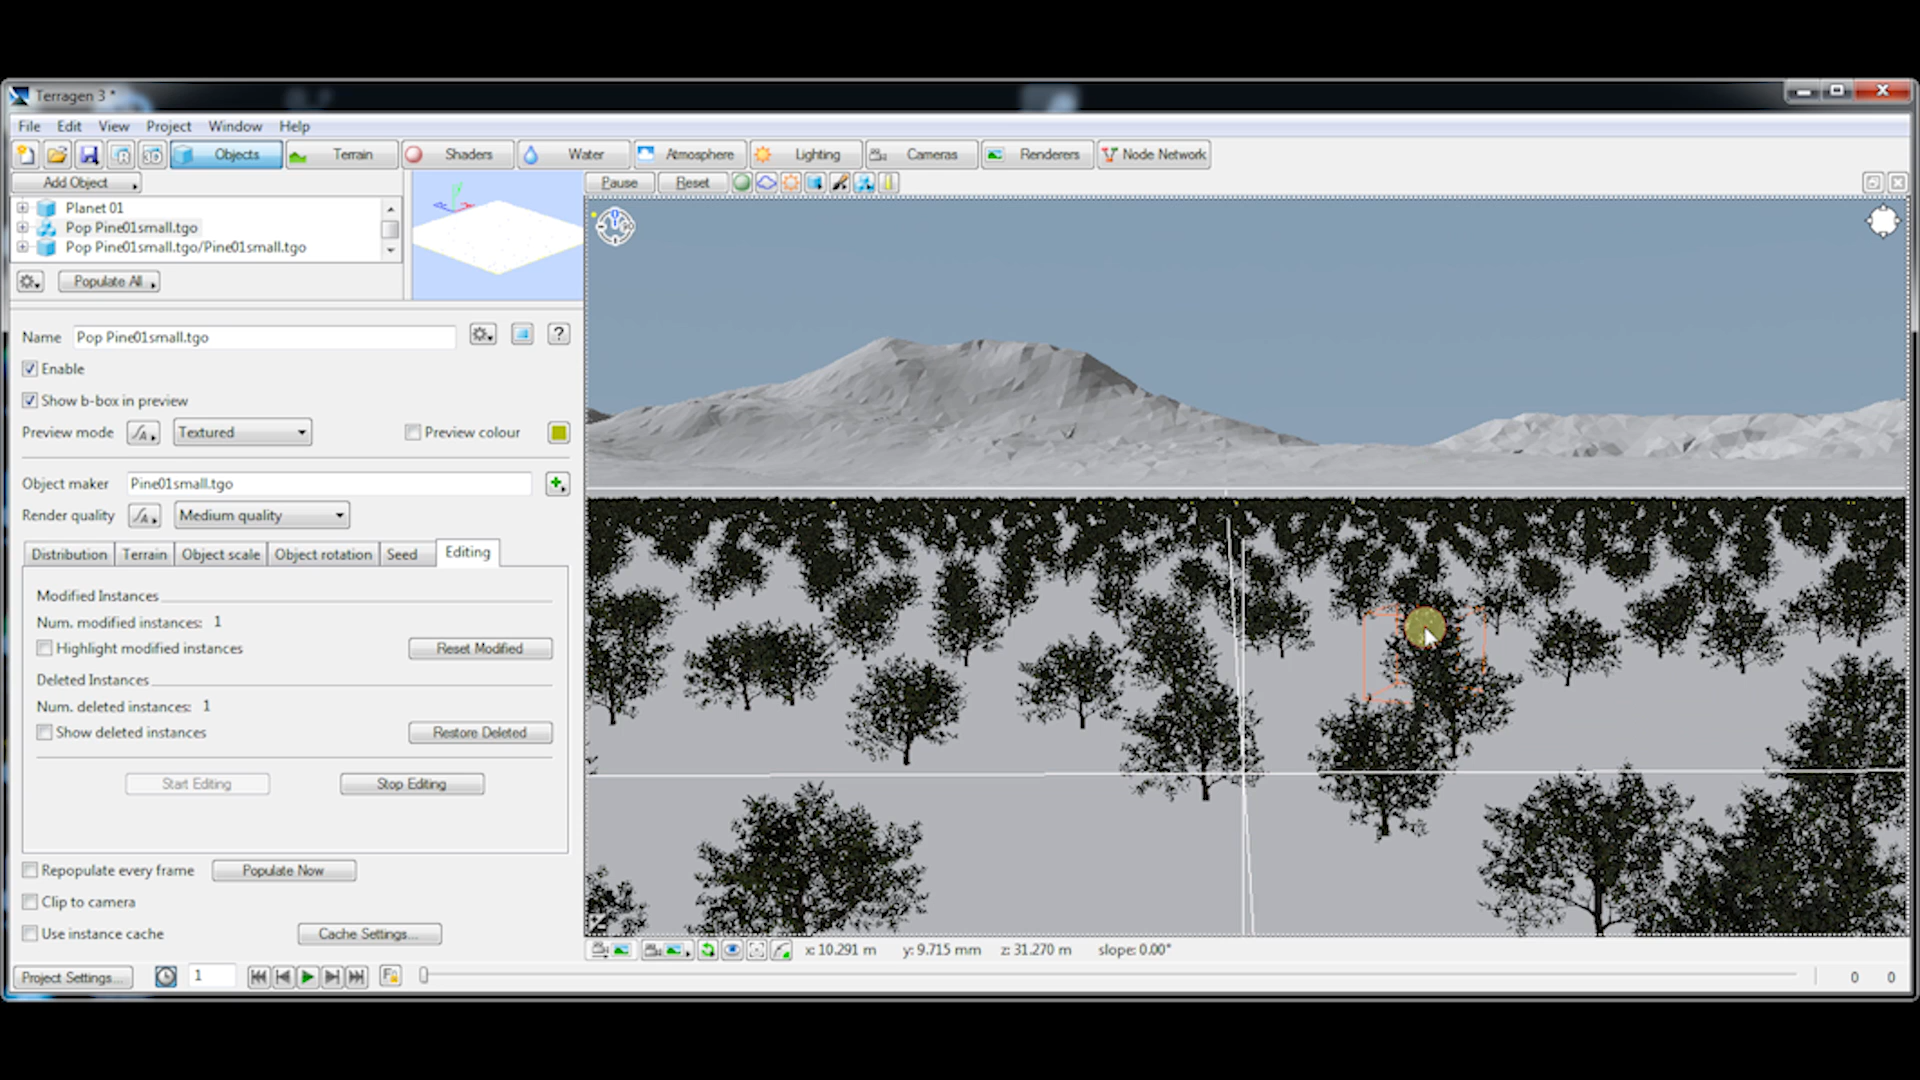 Terragen 3 *
File Edit View Project Window Help
Objects Terrain Shaders Water Atmosphere Lighting Cameras Renderers Node Network
Add Object
Pause Reset
Planet 01
Pop Pine01small.tgo
Pop Pine01small.tgo/Pine01small.tgo
Populate All
Name Pop Pine01small.tgo ?
Enable
Show b-box in preview
Preview mode Textured Preview colour
Object maker Pine01small.tgo
Render quality Medium quality
Distribution Terrain Object scale Object rotation Seed Editing
Modified Instances
Num. modified instances: 1
Highlight modified instances Reset Modified
Deleted Instances
Num. deleted instances: 1
Show deleted instances Restore Deleted
Start Editing Stop Editing
Repopulate every frame Populate Now
Clip to camera
Use instance cache Cache Settings...
x: 10.291 m y: 9.715 mm z: 31.270 m slope: 0.00°
Project Settings... 1 0 0